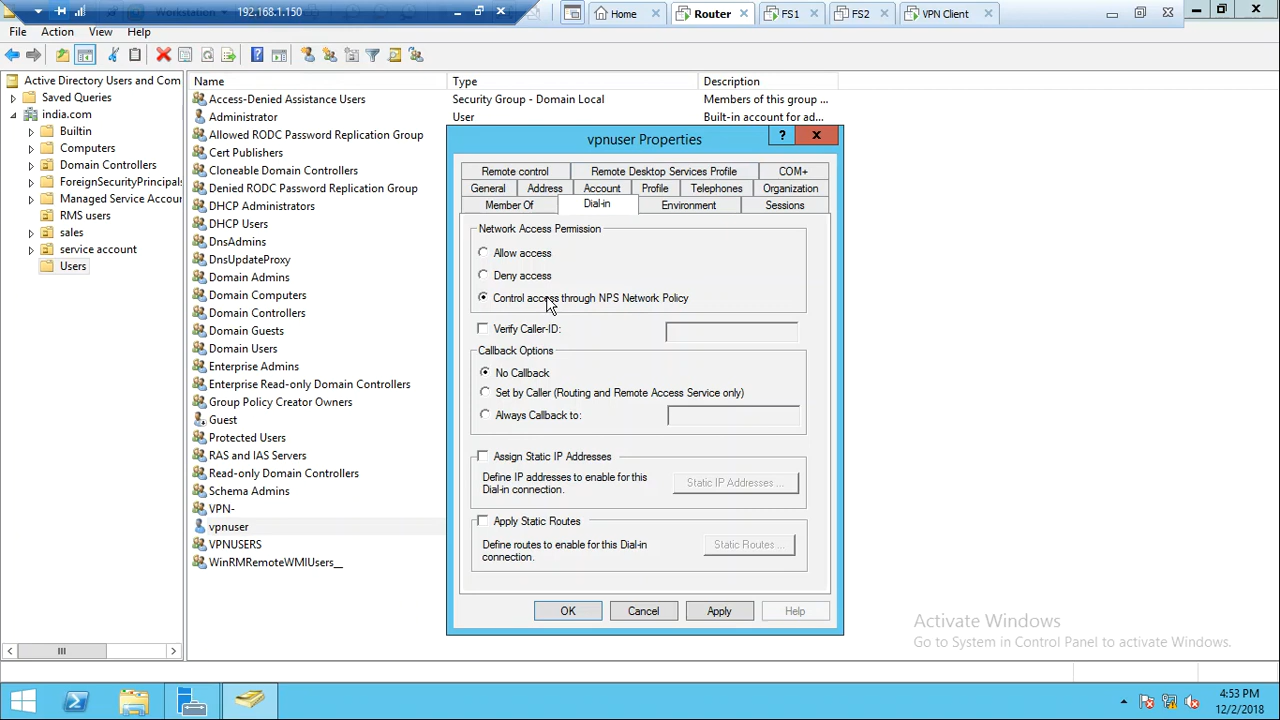 Workstation
192.168.1.150
Home
Router
FS1
FS2
VPN Client
File
Action
View
Help
Active Directory Users and Com
Saved Queries
india.com
Builtin
Computers
Domain Controllers
ForeignSecurityPrincipals
Managed Service Accou
RMS users
sales
service account
Users
Name
Type
Description
Access-Denied Assistance Users
Security Group - Domain Local
Members of this group ...
Administrator
User
Built-in account for ad...
Allowed RODC Password Replication Group
Cert Publishers
Cloneable Domain Controllers
Denied RODC Password Replication Group
DHCP Administrators
DHCP Users
DnsAdmins
DnsUpdateProxy
Domain Admins
Domain Computers
Domain Controllers
Domain Guests
Domain Users
Enterprise Admins
Enterprise Read-only Domain Controllers
Group Policy Creator Owners
Guest
Protected Users
RAS and IAS Servers
Read-only Domain Controllers
Schema Admins
VPN-
vpnuser
VPNUSERS
WinRMRemoteWMIUsers__
vpnuser Properties
?
Remote control
Remote Desktop Services Profile
COM+
General
Address
Account
Profile
Telephones
Organization
Member Of
Dial-in
Environment
Sessions
Network Access Permission
Allow access
Deny access
Control access through NPS Network Policy
Verify Caller-ID:
Callback Options
No Callback
Set by Caller (Routing and Remote Access Service only)
Always Callback to:
Assign Static IP Addresses
Define IP addresses to enable for this
Dial-in connection.
Static IP Addresses ...
Apply Static Routes
Define routes to enable for this Dial-in
connection.
Static Routes ...
OK
Cancel
Apply
Help
Activate Windows
Go to System in Control Panel to activate Windows.
4:53 PM
12/2/2018